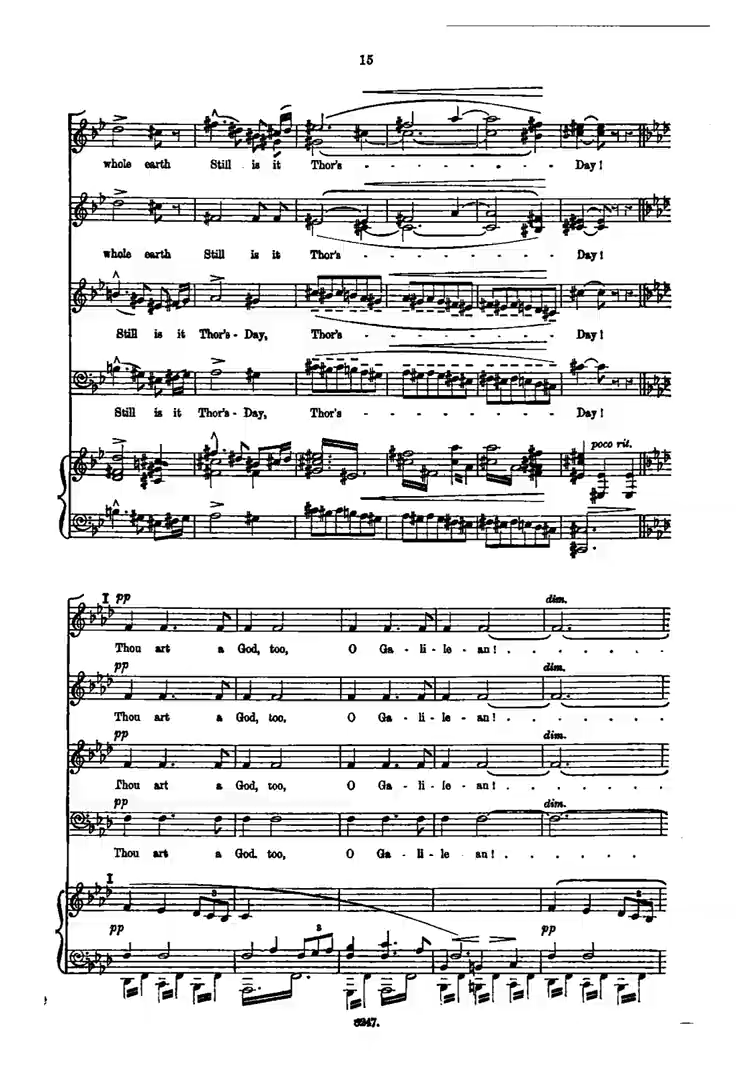 15
whole earth Still is it Thor's - - - - - - - - Day!
whole earth Still is it Thor's - - - - - - - - Day!
Still is it Thor's - Day, Thor's - - - - - - - - Day!
Still is it Thor's - Day, Thor's - - - - - - - - Day!
poco rit.
I pp dim.
Thou art a God, too, O Ga - li - le - an! . . . . . .
pp dim.
Thou art a God, too, O Ga - li - le - an! . . . . . .
pp dim.
Thou art a God, too, O Ga - li - le - an! . . . . . .
pp dim.
Thou art a God. too, O Ga - li - le - an! . . . . . .
I
3 3
pp 3 pp
8247.